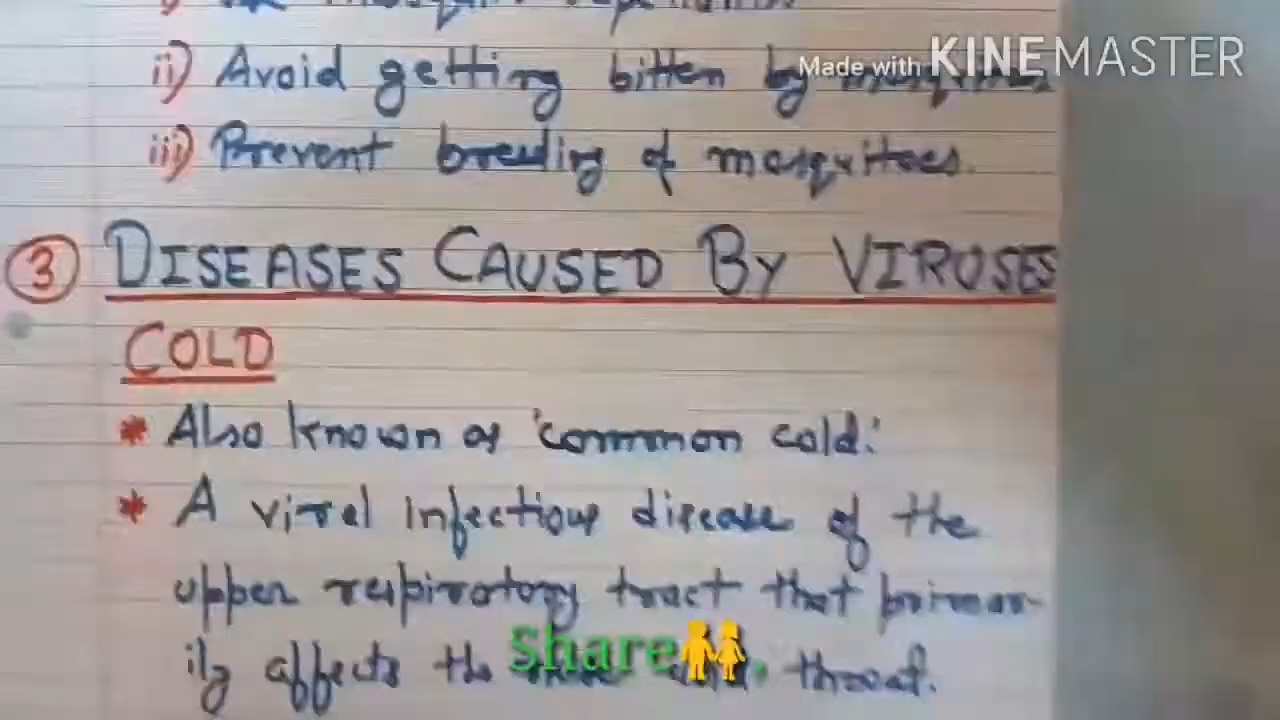 ii) Avoid getting bitten by
Made with KINEMASTER
iii) Prevent breeding of mosquitoes.
3 DISEASES CAUSED BY VIRUSES
COLD
* Also known as 'common cold.'
* A viral infectious disease of the
upper respiratory tract that primar-
ily affects the throat.
Share